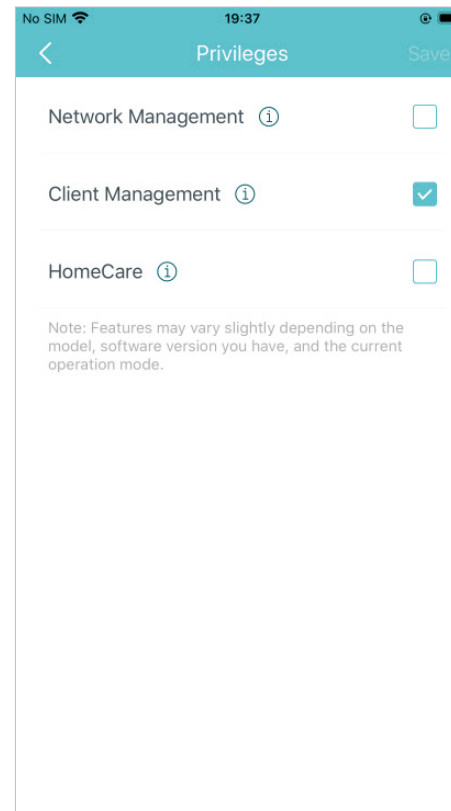 No SIM 19:37
Privileges Save
Network Management
Client Management
HomeCare
Note: Features may vary slightly depending on the
model, software version you have, and the current
operation mode.